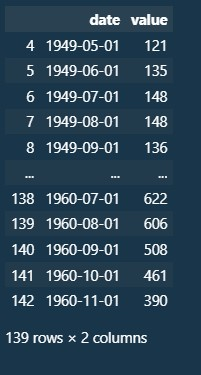 date value
4 1949-05-01 121
5 1949-06-01 135
6 1949-07-01 148
7 1949-08-01 148
8 1949-09-01 136
... ... ...
138 1960-07-01 622
139 1960-08-01 606
140 1960-09-01 508
141 1960-10-01 461
142 1960-11-01 390
139 rows × 2 columns